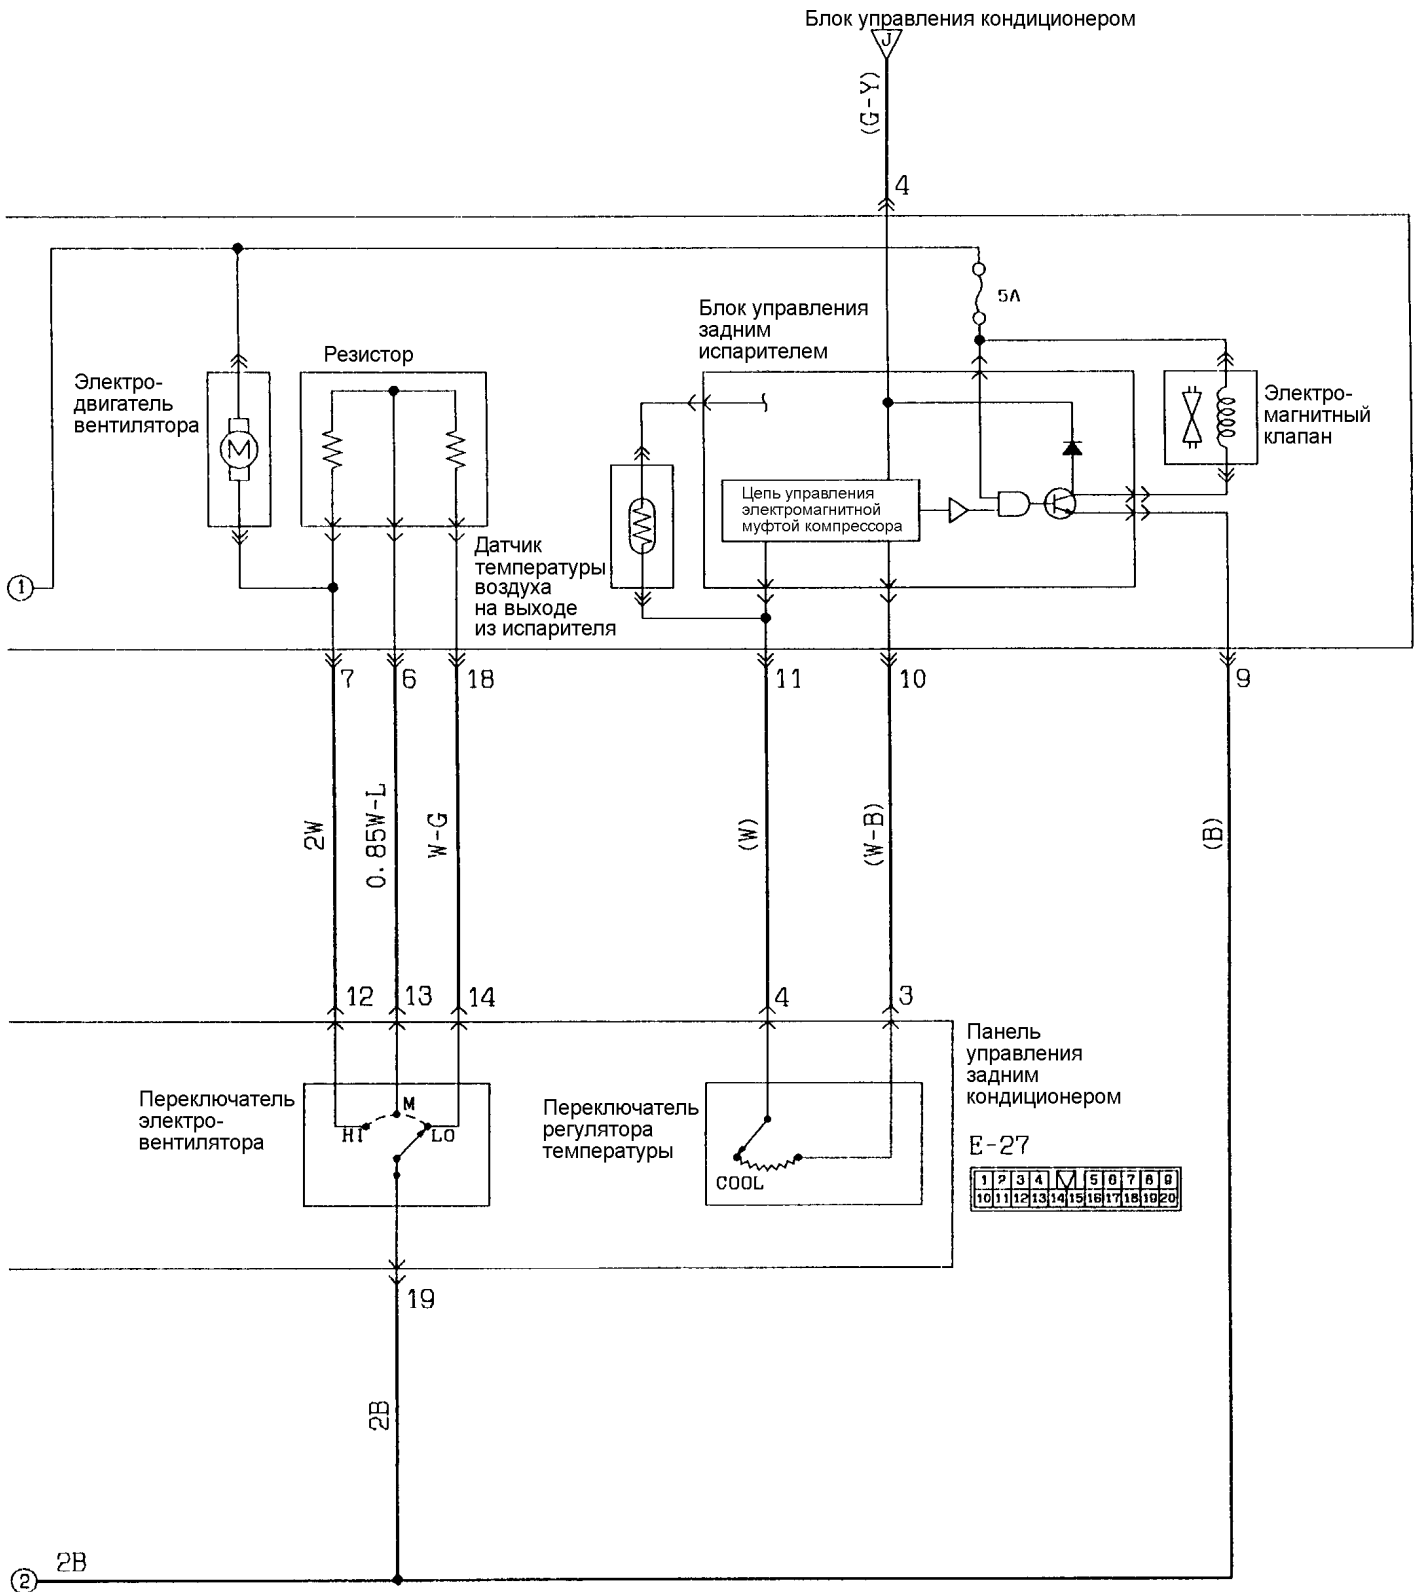 Блок управления кондиционером
J
(G-Y)
4
5A
Блок управления
задним
испарителем
Резистор
Электро-
двигатель
вентилятора
M
Электро-
магнитный
клапан
Цепь управления
электромагнитной
муфтой компрессора
Датчик
температуры
воздуха
на выходе
из испарителя
1
7
6
18
11
10
9
2W
0.85W-L
W-G
(W)
(W-B)
(B)
12
13
14
4
3
Панель
управления
задним
кондиционером
Переключатель
электро-
вентилятора
M
HI
LO
Переключатель
регулятора
температуры
COOL
E-27
1 2 3 4 5 6 7 8 9
10 11 12 13 14 15 16 17 18 19 20
19
2B
2B
2